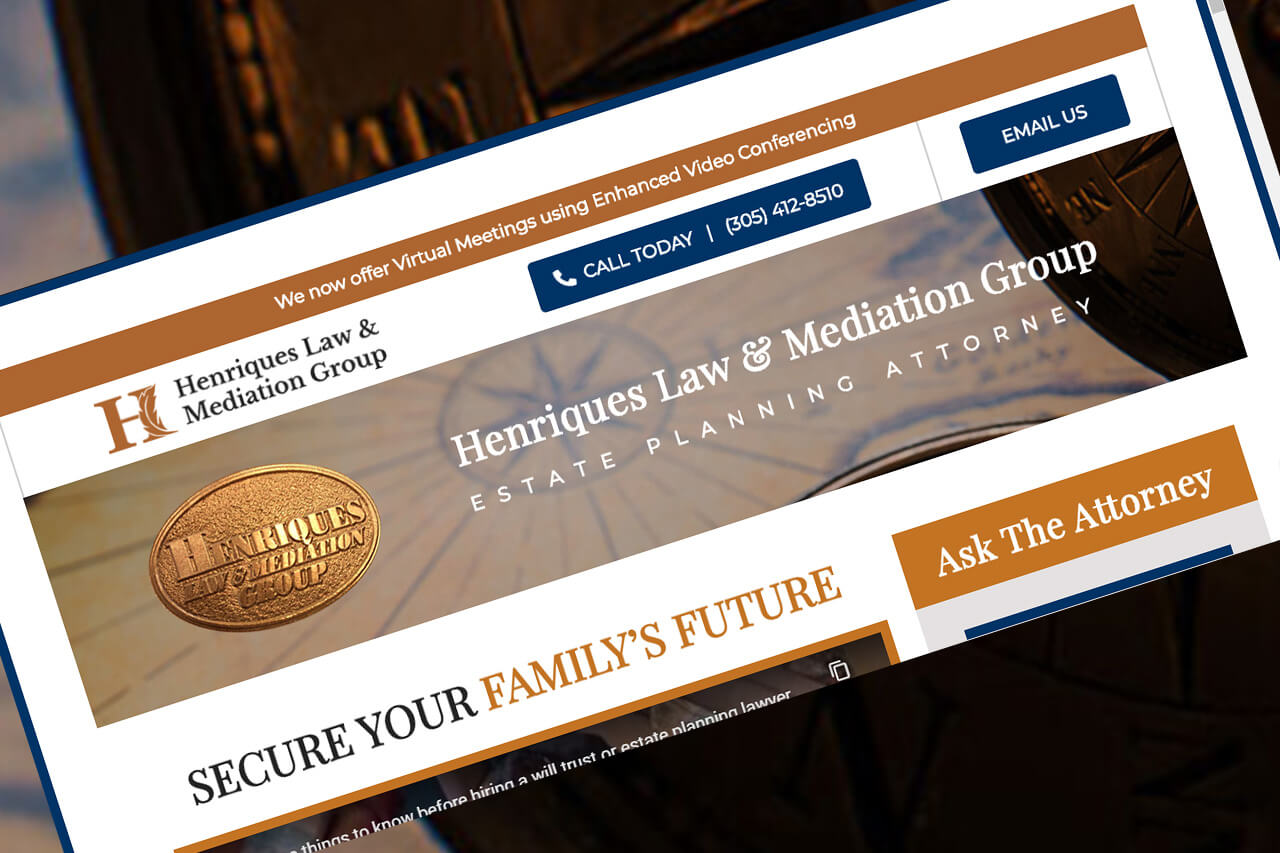 We now offer Virtual Meetings using Enhanced Video Conferencing
Henriques Law &
Mediation Group
CALL TODAY | (305) 412-8510
EMAIL US
NE
HENRIQUES
LAW & MEDIATION
GROUP
Henriques Law & Mediation Group
ESTATE PLANNING ATTORNEY
SECURE YOUR FAMILY'S FUTURE
Ask The Attorney
things to know before hiring a will trust or estate planning lawyer